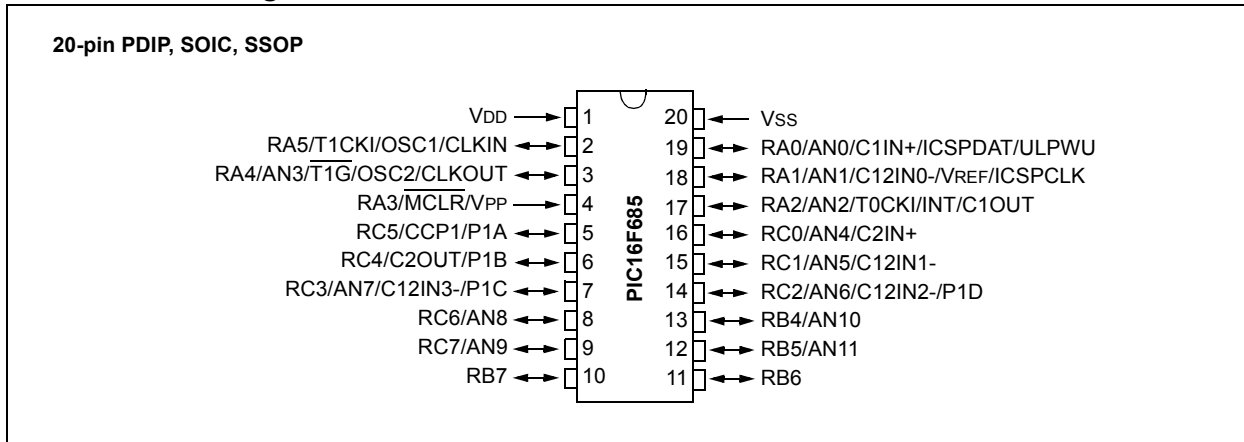 20-pin PDIP, SOIC, SSOP
VDD 1 20 VSS
RA5/T1CKI/OSC1/CLKIN 2 19 RA0/AN0/C1IN+/ICSPDAT/ULPWU
RA4/AN3/T1G/OSC2/CLKOUT 3 18 RA1/AN1/C12IN0-/VREF/ICSPCLK
RA3/MCLR/VPP 4 17 RA2/AN2/T0CKI/INT/C1OUT
RC5/CCP1/P1A 5 16 RC0/AN4/C2IN+
RC4/C2OUT/P1B 6 15 RC1/AN5/C12IN1-
RC3/AN7/C12IN3-/P1C 7 14 RC2/AN6/C12IN2-/P1D
RC6/AN8 8 13 RB4/AN10
RC7/AN9 9 12 RB5/AN11
RB7 10 11 RB6
PIC16F685